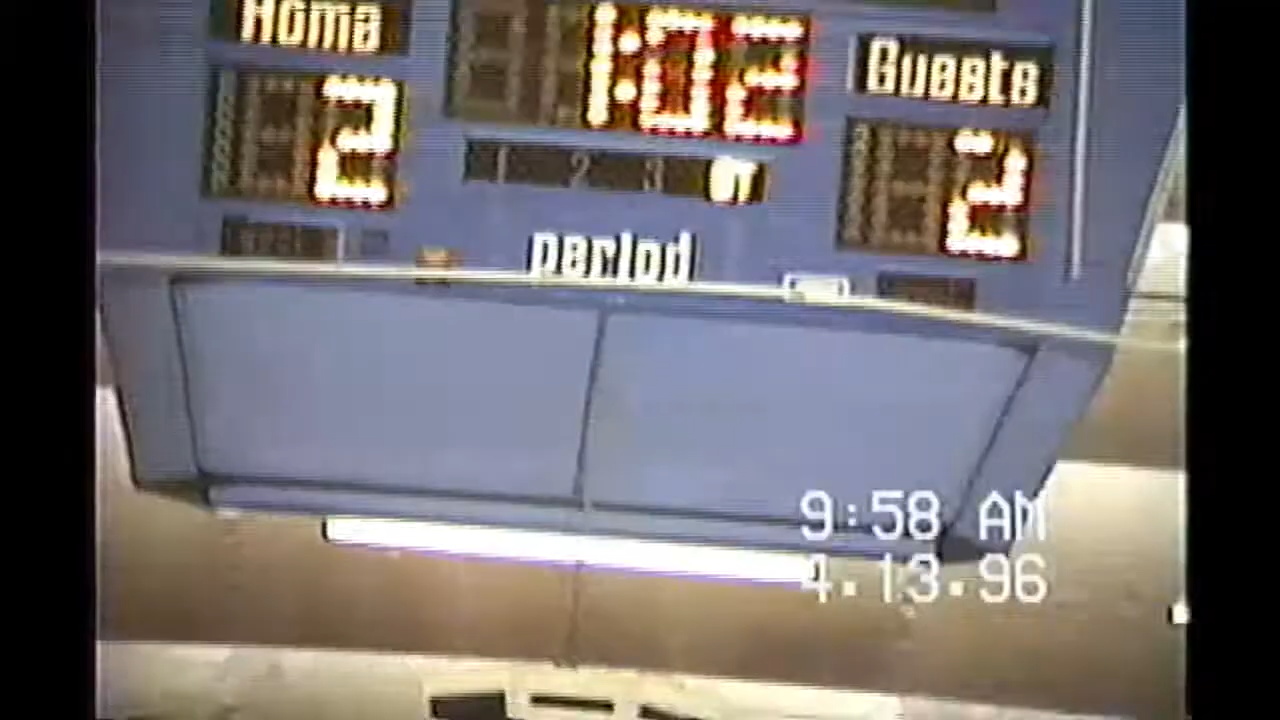 Home
1:02
Guests
2
1 2 3 OT
2
period
9:58 AM
4.13.96